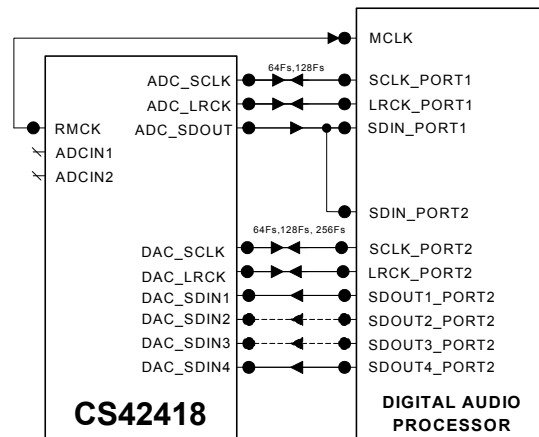 MCLK
64Fs,128Fs
ADC_SCLK
SCLK_PORT1
ADC_LRCK
LRCK_PORT1
RMCK
ADC_SDOUT
SDIN_PORT1
ADCIN1
ADCIN2
SDIN_PORT2
64Fs,128Fs, 256Fs
DAC_SCLK
SCLK_PORT2
DAC_LRCK
LRCK_PORT2
DAC_SDIN1
SDOUT1_PORT2
DAC_SDIN2
SDOUT2_PORT2
DAC_SDIN3
SDOUT3_PORT2
DAC_SDIN4
SDOUT4_PORT2
CS42418
DIGITAL AUDIO
PROCESSOR